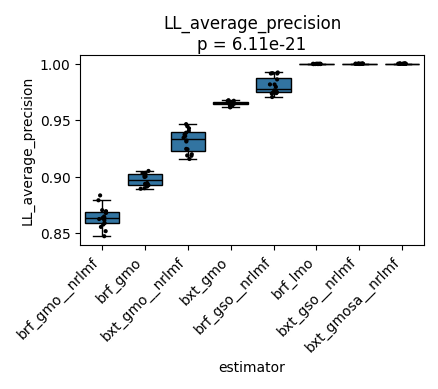 LL_average_precision
p = 6.11e-21
LL_average_precision
1.00
0.95
0.90
0.85
brf_gmo__nrlmf
brf_gmo
bxt_gmo__nrlmf
bxt_gmo
brf_gso__nrlmf
brf_lmo
bxt_gso__nrlmf
bxt_gmosa__nrlmf
estimator